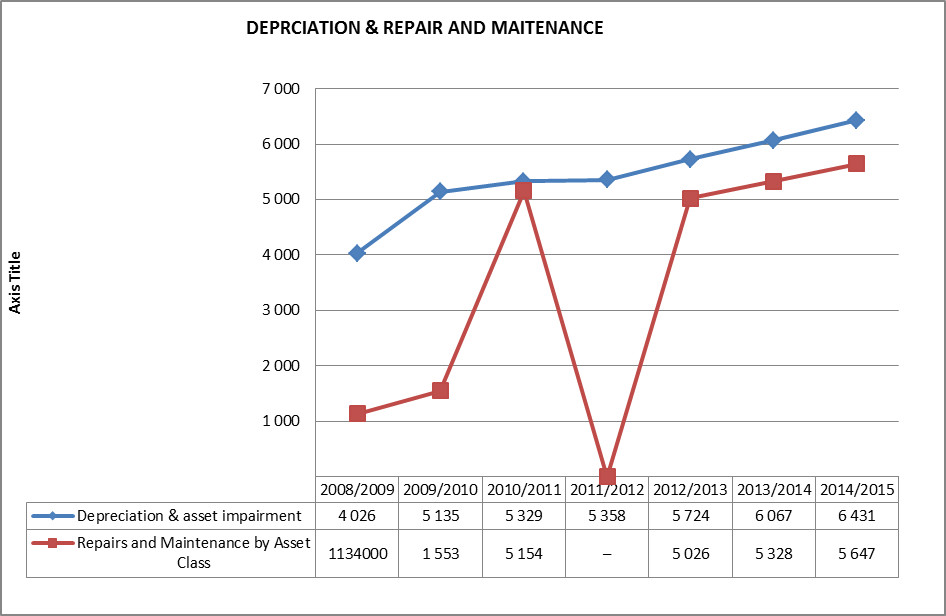 DEPRCIATION & REPAIR AND MAITENANCE
Axis Title
7 000
6 000
5 000
4 000
3 000
2 000
1 000
2008/2009 2009/2010 2010/2011 2011/2012 2012/2013 2013/2014 2014/2015
Depreciation & asset impairment 4 026 5 135 5 329 5 358 5 724 6 067 6 431
Repairs and Maintenance by Asset
Class 1134000 1 553 5 154 – 5 026 5 328 5 647